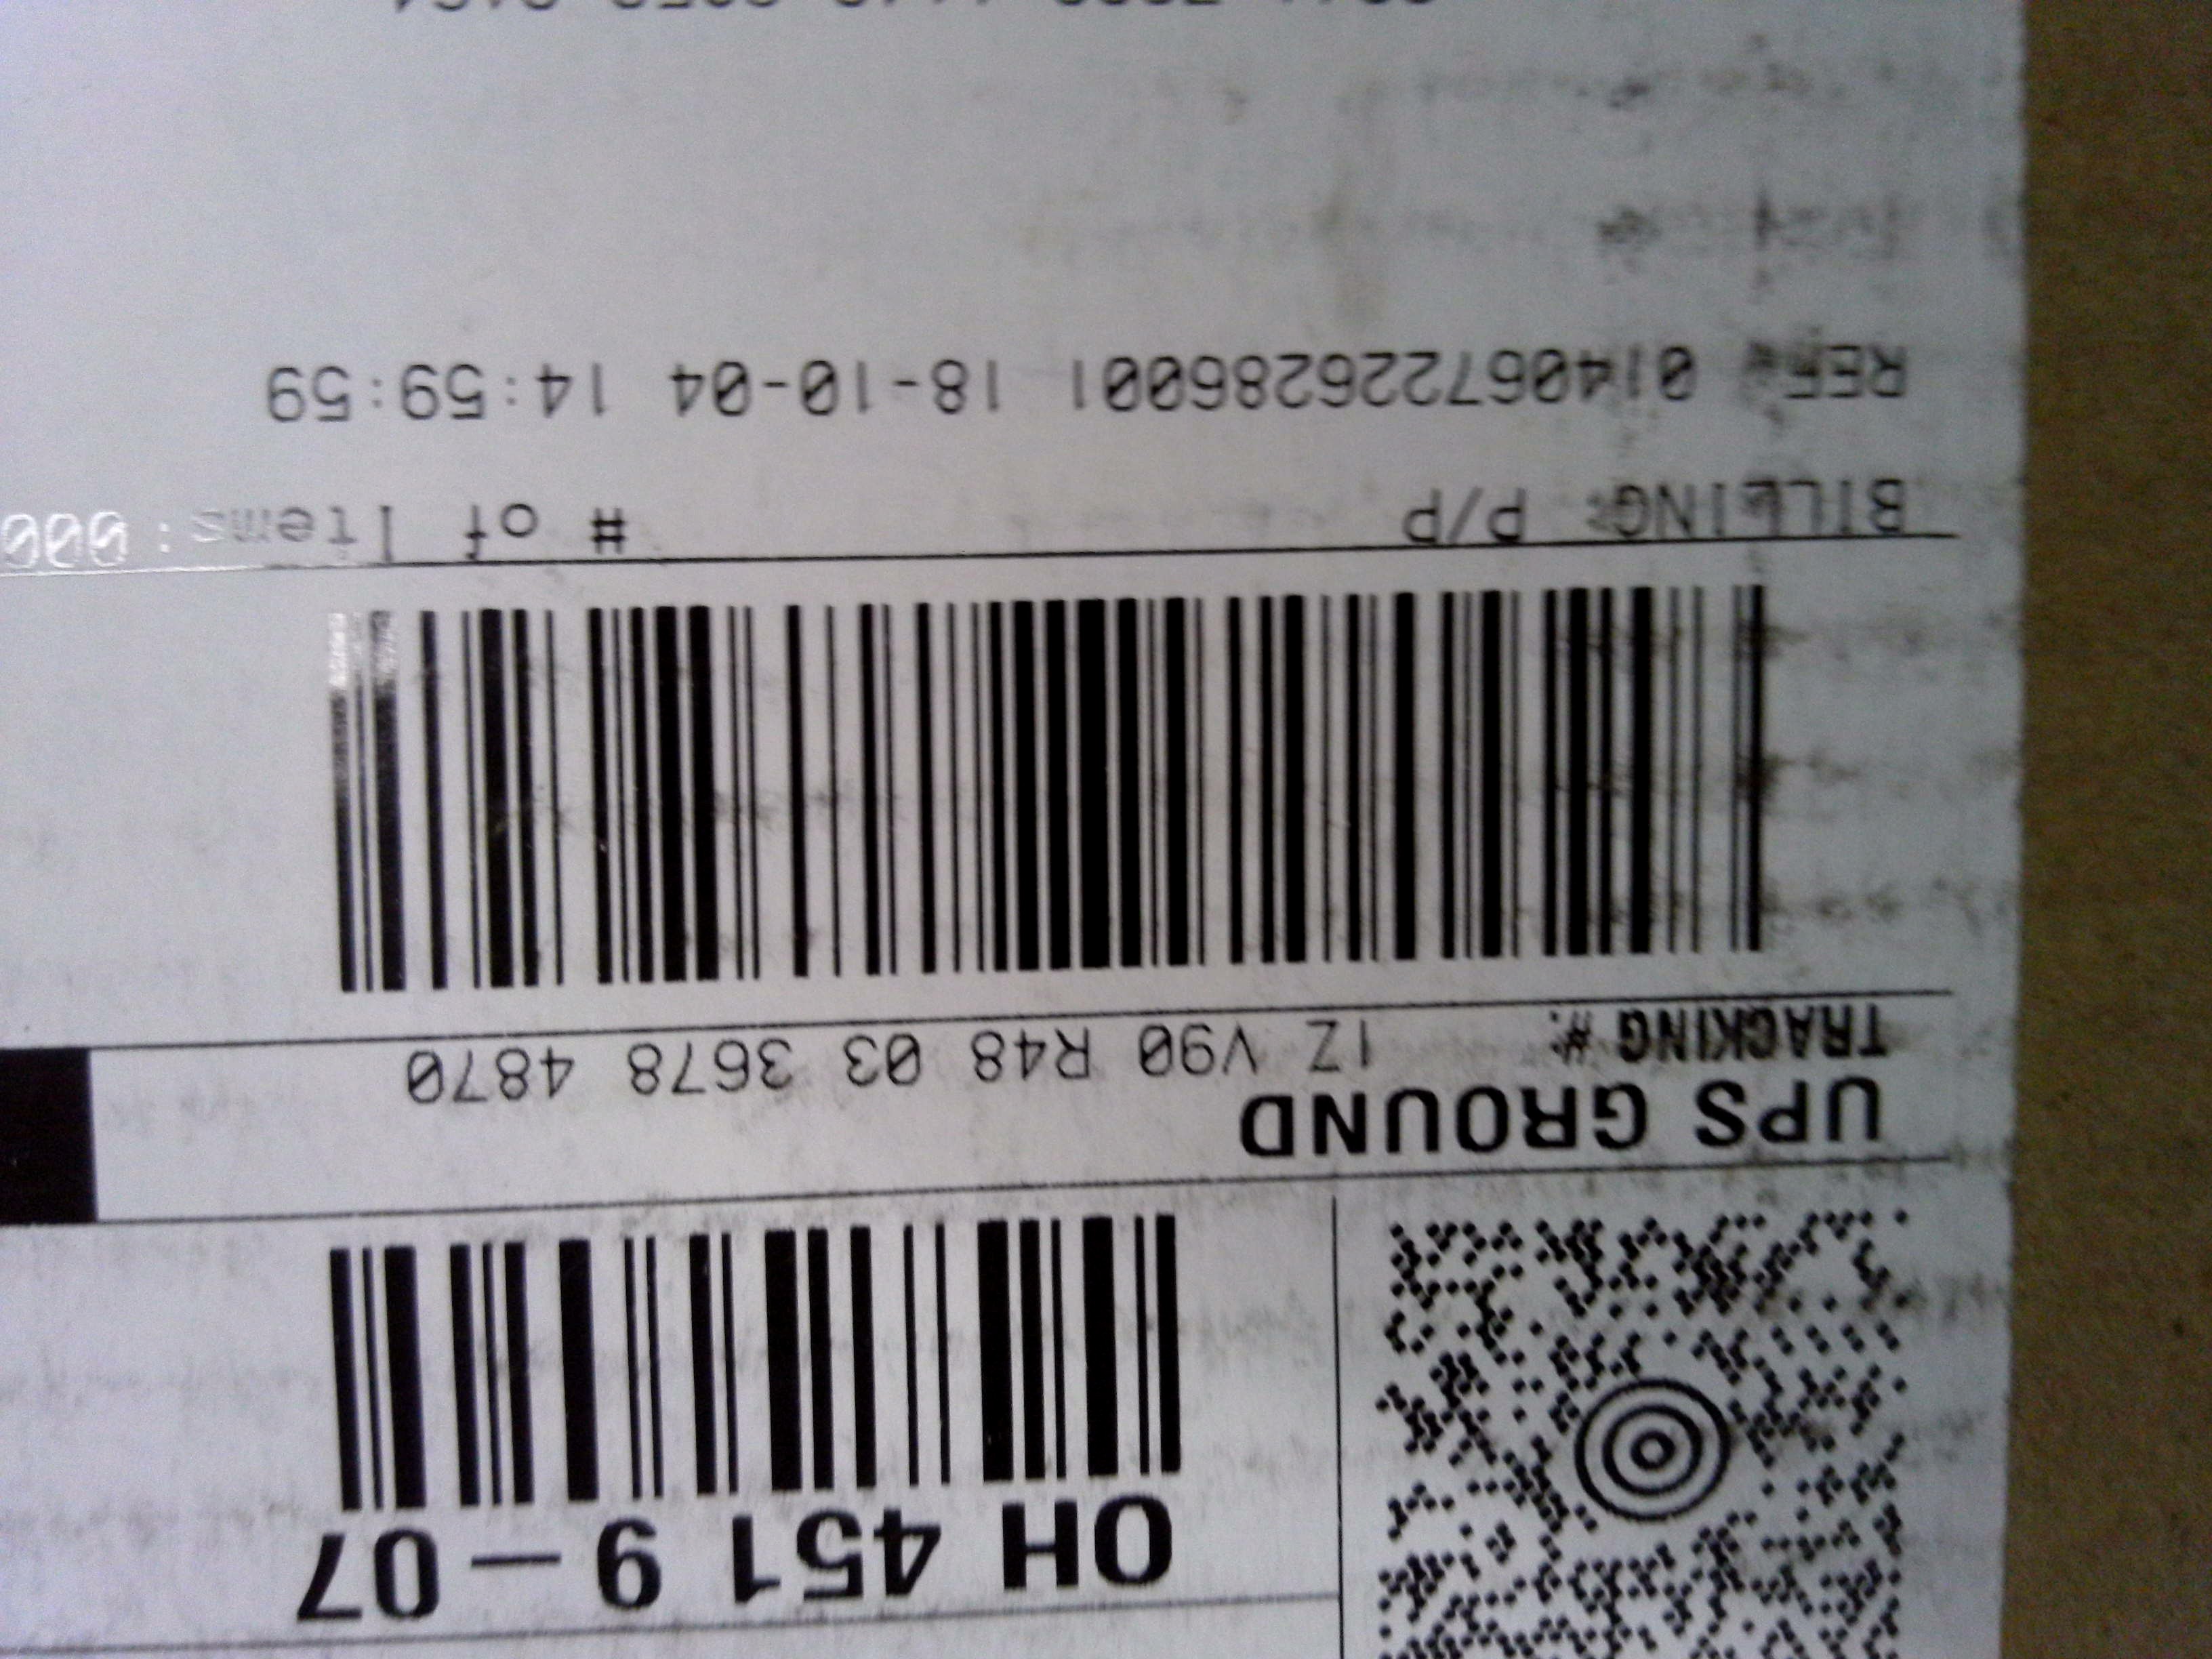 OH 451 9-07
UPS GROUND
TRACKING #: 1Z V90 R48 03 3678 4870
BILLING: P/P # of Items: 000
REF# 014067226286001 18-10-04 14:59:59